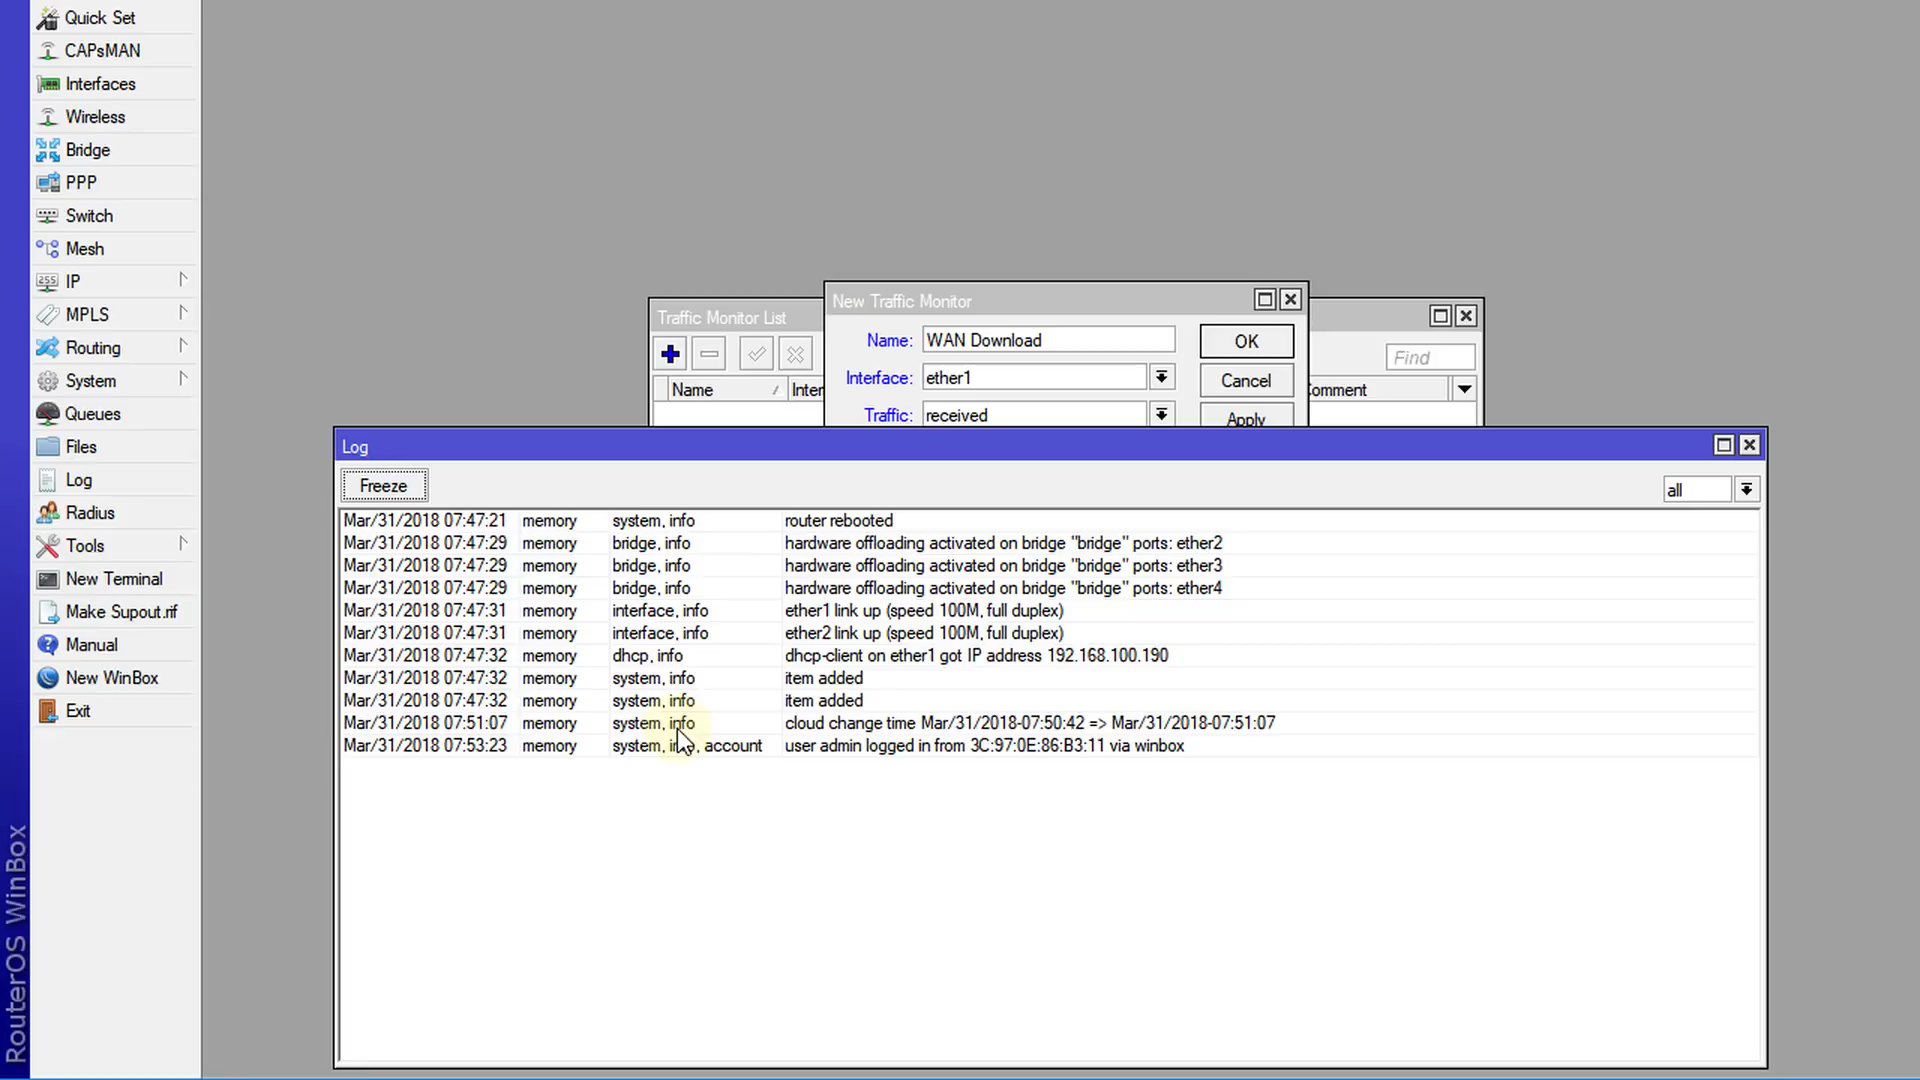 Quick Set
CAPsMAN
Interfaces
Wireless
Bridge
PPP
Switch
Mesh
IP
MPLS
Routing
System
Queues
Files
Log
Radius
Tools
New Terminal
Make Supout.rif
Manual
New WinBox
Exit
RouterOS WinBox
Traffic Monitor List
Find
Name
Inter
Comment
New Traffic Monitor
Name: WAN Download
Interface: ether1
Traffic: received
OK
Cancel
Apply
Log
Freeze
all
Mar/31/2018 07:47:21 memory system, info router rebooted
Mar/31/2018 07:47:29 memory bridge, info hardware offloading activated on bridge "bridge" ports: ether2
Mar/31/2018 07:47:29 memory bridge, info hardware offloading activated on bridge "bridge" ports: ether3
Mar/31/2018 07:47:29 memory bridge, info hardware offloading activated on bridge "bridge" ports: ether4
Mar/31/2018 07:47:31 memory interface, info ether1 link up (speed 100M, full duplex)
Mar/31/2018 07:47:31 memory interface, info ether2 link up (speed 100M, full duplex)
Mar/31/2018 07:47:32 memory dhcp, info dhcp-client on ether1 got IP address 192.168.100.190
Mar/31/2018 07:47:32 memory system, info item added
Mar/31/2018 07:47:32 memory system, info item added
Mar/31/2018 07:51:07 memory system, info cloud change time Mar/31/2018-07:50:42 => Mar/31/2018-07:51:07
Mar/31/2018 07:53:23 memory system, info, account user admin logged in from 3C:97:0E:86:B3:11 via winbox